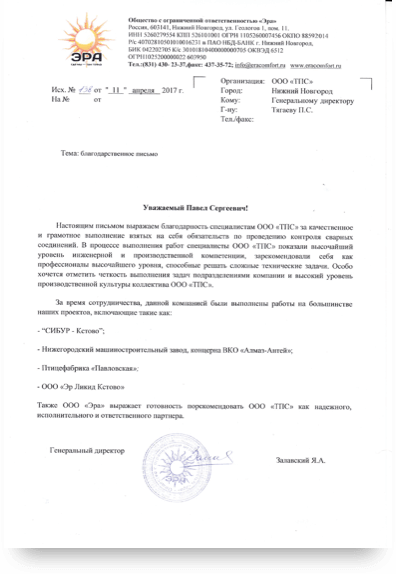 ЭРА
Общество с ограниченной ответственностью «Эра»
Россия, 603141, Нижний Новгород, ул. Геологов 1, пом. 11.
ИНН 5260279554 КПП 526101001 ОГРН 1105260007456 ОКПО 88592014
Р/с 40702810501010016231 в ПАО НБД-БАНК г. Нижний Новгород,
БИК 042202705 К/с 30101810400000000705 ОКВЭД 6512
ОГРН1025200000022 603950
Тел.:(831) 430- 23-37,факс: 437-35-72; info@eracomfort.ru www.eracomfort.ru
Исх. № 138 от " 11 " апреля 2017 г.
На № от
Организация: ООО «ТПС»
Город: Нижний Новгород
Кому: Генеральному директору
Г-ну: Тагаеву П.С.
Тел./факс:
Тема: благодарственное письмо
Уважаемый Павел Сергеевич!
Настоящим письмом выражаем благодарность специалистам ООО «ТПС» за качественное
и грамотное выполнение взятых на себя обязательств по проведению контроля сварных
соединений. В процессе выполнения работ специалисты ООО «ТПС» показали высочайший
уровень инженерной и производственной компетенции, зарекомендовали себя как
профессионалы высочайшего уровня, способные решать сложные технические задачи. Особо
хочется отметить четкость выполнения задач подразделениями компании и высокий уровень
производственной культуры коллектива ООО «ТПС».
За время сотрудничества, данной компанией были выполнены работы на большинстве
наших проектов, включающие такие как:
- “СИБУР - Кстово”;
- Нижегородский машиностроительный завод, концерна ВКО «Алмаз-Антей»;
- Птицефабрика «Павловская»;
- ООО «Эр Ликид Кстово»
Также ООО «Эра» выражает готовность порекомендовать ООО «ТПС» как надежного,
исполнительного и ответственного партнера.
Генеральный директор
Залавский Я.А.